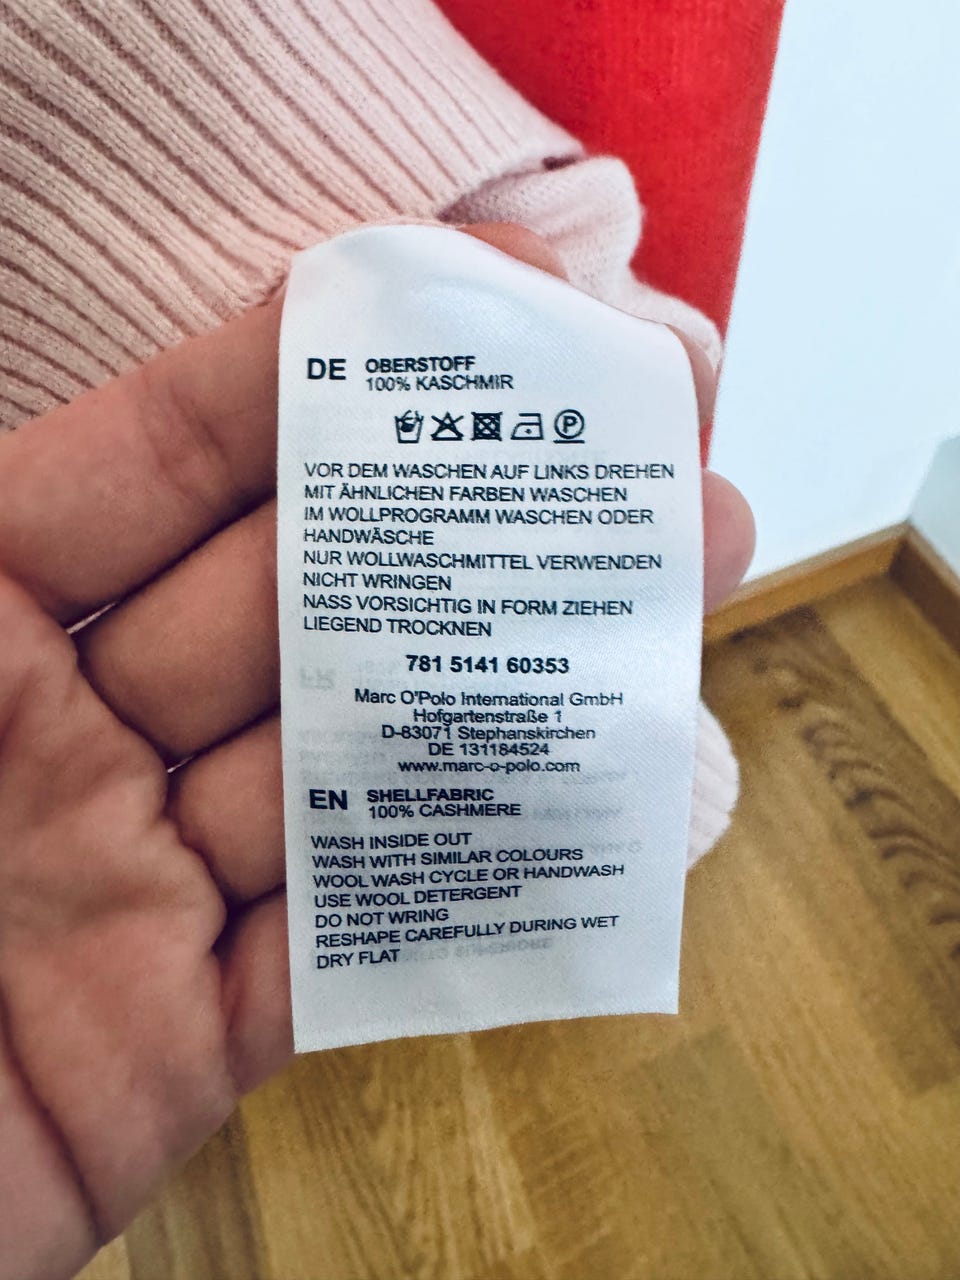 DE OBERSTOFF
100% KASCHMIR
P
VOR DEM WASCHEN AUF LINKS DREHEN
MIT ÄHNLICHEN FARBEN WASCHEN
IM WOLLPROGRAMM WASCHEN ODER
HANDWÄSCHE
NUR WOLLWASCHMITTEL VERWENDEN
NICHT WRINGEN
NASS VORSICHTIG IN FORM ZIEHEN
LIEGEND TROCKNEN
781 5141 60353
Marc O'Polo International GmbH
Hofgartenstraße 1
D-83071 Stephanskirchen
DE 131184524
www.marc-o-polo.com
EN SHELLFABRIC
100% CASHMERE
WASH INSIDE OUT
WASH WITH SIMILAR COLOURS
WOOL WASH CYCLE OR HANDWASH
USE WOOL DETERGENT
DO NOT WRING
RESHAPE CAREFULLY DURING WET
DRY FLAT